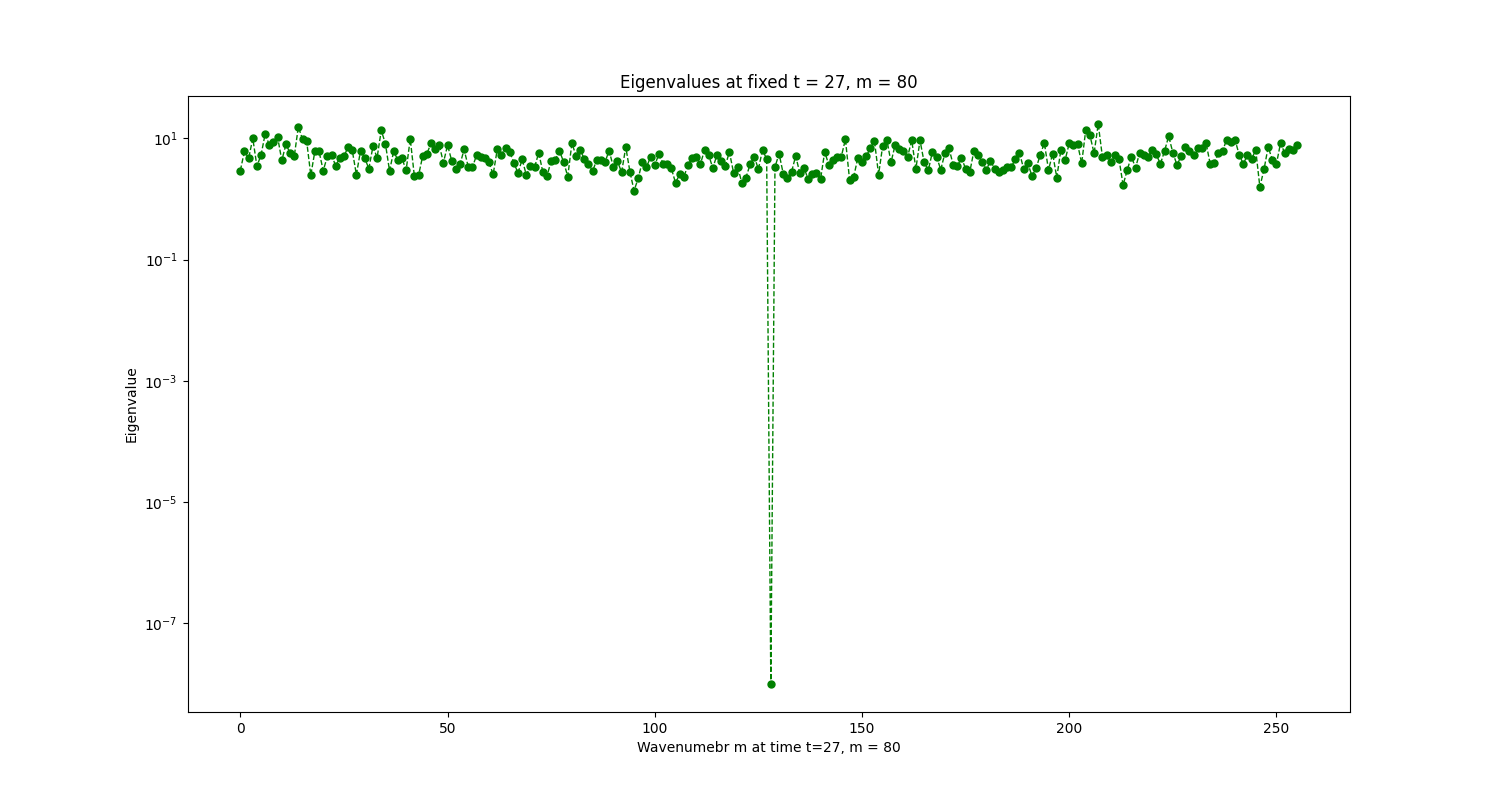 Eigenvalues at fixed t = 27, m = 80
10¹
10⁻¹
10⁻³
10⁻⁵
10⁻⁷
Eigenvalue
0 50 100 150 200 250
Wavenumebr m at time t=27, m = 80